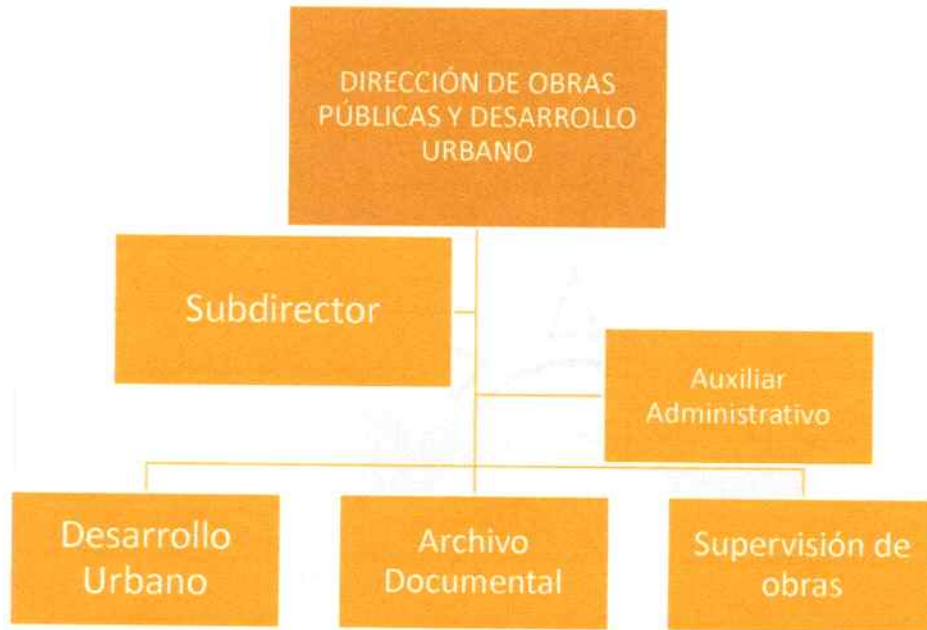 DIRECCIÓN DE OBRAS
PÚBLICAS Y DESARROLLO
URBANO
Subdirector
Auxiliar
Administrativo
Desarrollo
Urbano
Archivo
Documental
Supervisión de
obras